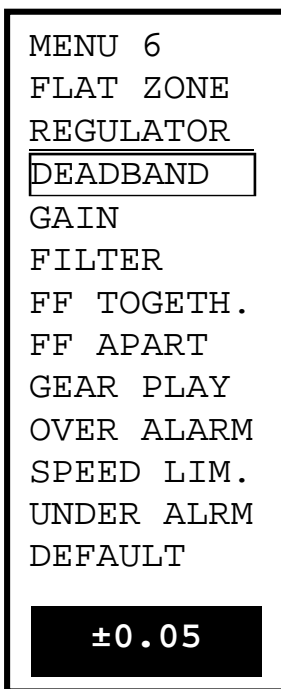 MENU 6
FLAT ZONE
REGULATOR
DEADBAND
GAIN
FILTER
FF TOGETH.
FF APART
GEAR PLAY
OVER ALARM
SPEED LIM.
UNDER ALRM
DEFAULT
±0.05